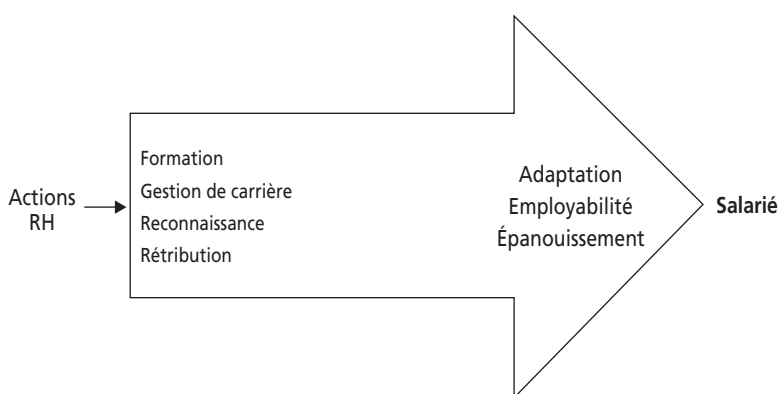 Actions
RH
Formation
Gestion de carrière
Reconnaissance
Rétribution
Adaptation
Employabilité
Épanouissement
Salarié